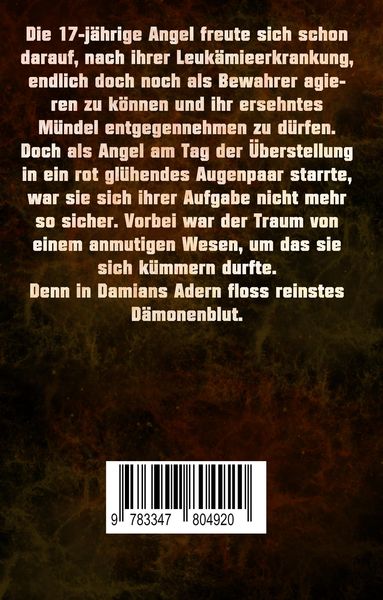 Die 17-jährige Angel freute sich schon
darauf, nach ihrer Leukämieerkrankung,
endlich doch noch als Bewahrer agie-
ren zu können und ihr ersehntes
Mündel entgegennehmen zu dürfen.
Doch als Angel am Tag der Überstellung
in ein rot glühendes Augenpaar starrte,
war sie sich ihrer Aufgabe nicht mehr
so sicher. Vorbei war der Traum von
einem anmutigen Wesen, um das sie
sich kümmern durfte.
Denn in Damians Adern floss reinstes
Dämonenblut.
9 783347 804920